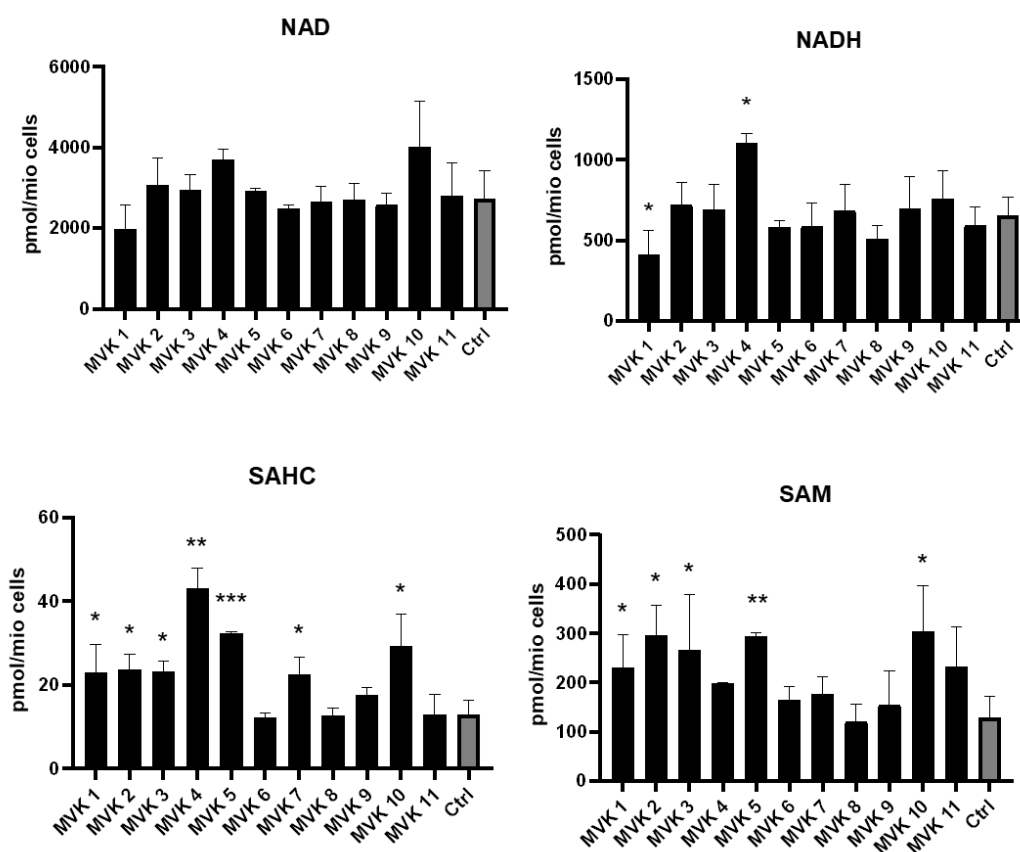 NAD
6000
4000
2000
0
pmol/mio cells
MVK 1
MVK 2
MVK 3
MVK 4
MVK 5
MVK 6
MVK 7
MVK 8
MVK 9
MVK 10
MVK 11
Ctrl
NADH
1500
1000
500
0
pmol/mio cells
*
*
MVK 1
MVK 2
MVK 3
MVK 4
MVK 5
MVK 6
MVK 7
MVK 8
MVK 9
MVK 10
MVK 11
Ctrl
SAHC
60
40
20
0
pmol/mio cells
*
*
*
**
***
*
*
MVK 1
MVK 2
MVK 3
MVK 4
MVK 5
MVK 6
MVK 7
MVK 8
MVK 9
MVK 10
MVK 11
Ctrl
SAM
500
400
300
200
100
0
pmol/mio cells
*
*
*
**
*
MVK 1
MVK 2
MVK 3
MVK 4
MVK 5
MVK 6
MVK 7
MVK 8
MVK 9
MVK 10
MVK 11
Ctrl